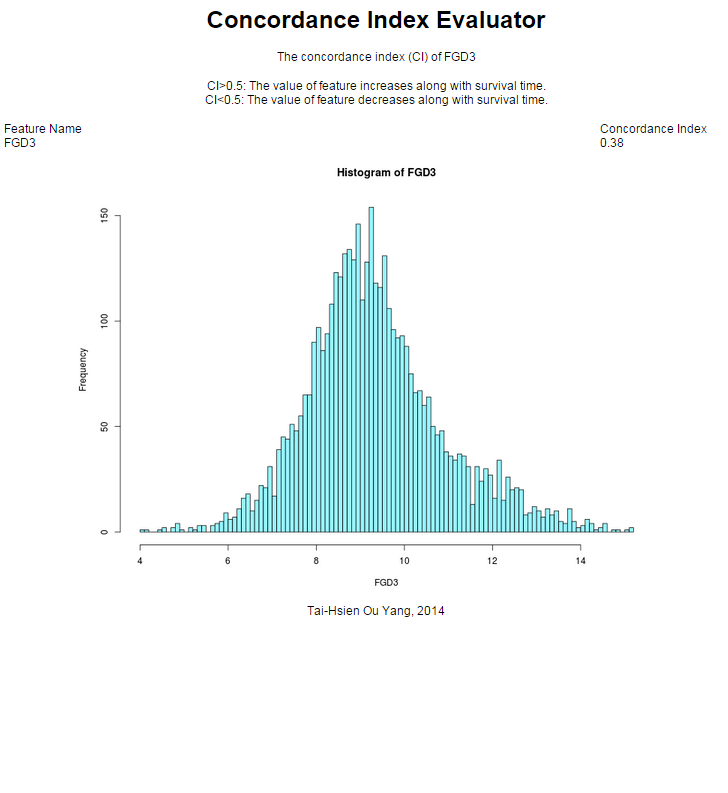 Concordance Index Evaluator
The concordance index (CI) of FGD3
CI>0.5: The value of feature increases along with survival time.
CI<0.5: The value of feature decreases along with survival time.
Feature Name Concordance Index
FGD3 0.38
Histogram of FGD3
Frequency
150
100
50
0
4 6 8 10 12 14
FGD3
Tai-Hsien Ou Yang, 2014